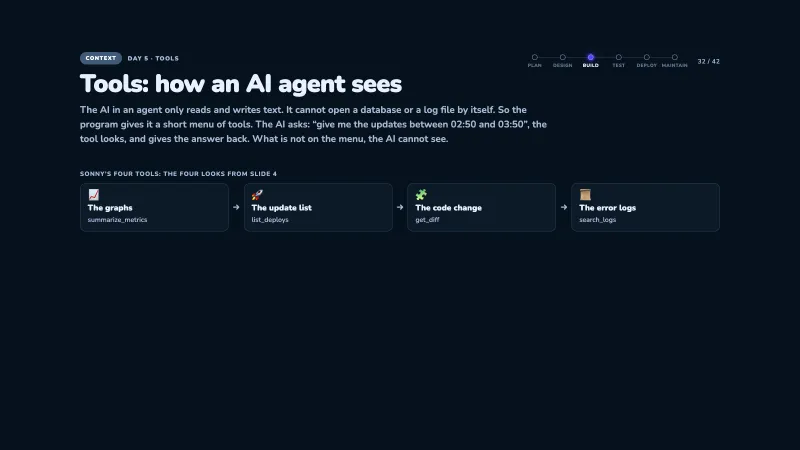 CONTEXT DAY 5 · TOOLS
PLAN DESIGN BUILD TEST DEPLOY MAINTAIN 32 / 42
Tools: how an AI agent sees
The AI in an agent only reads and writes text. It cannot open a database or a log file by itself. So the
program gives it a short menu of tools. The AI asks: “give me the updates between 02:50 and 03:50”, the
tool looks, and gives the answer back. What is not on the menu, the AI cannot see.
SONNY'S FOUR TOOLS: THE FOUR LOOKS FROM SLIDE 4
The graphs
summarize_metrics
The update list
list_deploys
The code change
get_diff
The error logs
search_logs